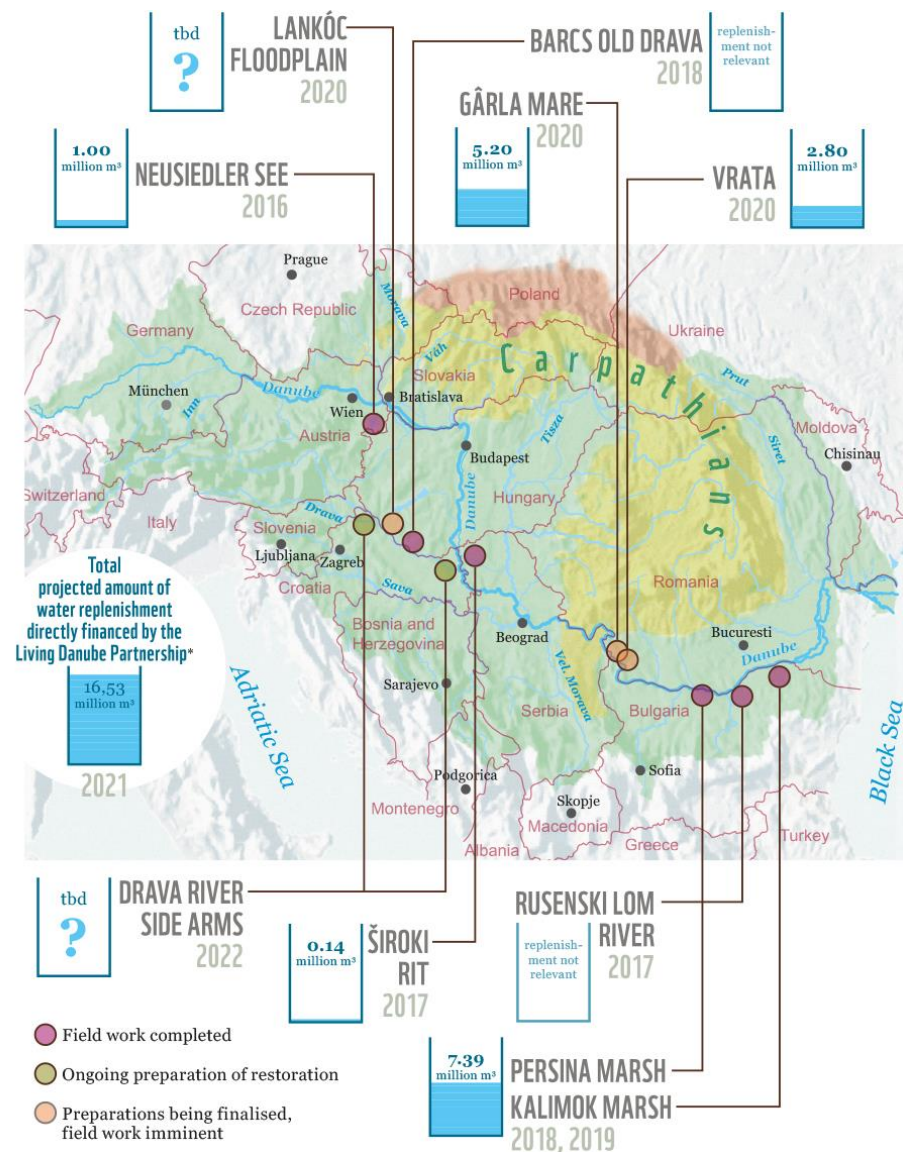 tbd
?
LANKÓC
FLOODPLAIN
2020
BARCS OLD DRAVA
2018
replenish-
ment not
relevant
GÂRLA MARE
2020
1.00
million m³
NEUSIEDLER SEE
2016
5.20
million m³
VRATA
2020
2.80
million m³
Prague
Czech Republic
Morava
Poland
Ukraine
Germany
Váh
Slovakia
Carpathians
Prut
München
Inn
Danube
Wien
Bratislava
Austria
Tisza
Siret
Moldova
Chisinau
Budapest
Switzerland
Italy
Hungary
Danube
Drava
Slovenia
Ljubljana
Zagreb
Croatia
Sava
Romania
Total
projected amount of
water replenishment
directly financed by the
Living Danube Partnership*
16,53
million m³
2021
Bosnia and
Herzegovina
Beograd
Bucuresti
Danube
Sarajevo
Vel. Morava
Serbia
Bulgaria
Adriatic Sea
Black Sea
Podgorica
Sofia
Montenegro
Skopje
Macedonia
Albania
Greece
Turkey
tbd
?
DRAVA RIVER
SIDE ARMS
2022
0.14
million m³
ŠIROKI
RIT
2017
replenish-
ment not
relevant
RUSENSKI LOM
RIVER
2017
Field work completed
Ongoing preparation of restoration
Preparations being finalised,
field work imminent
7.39
million m³
PERSINA MARSH
KALIMOK MARSH
2018, 2019